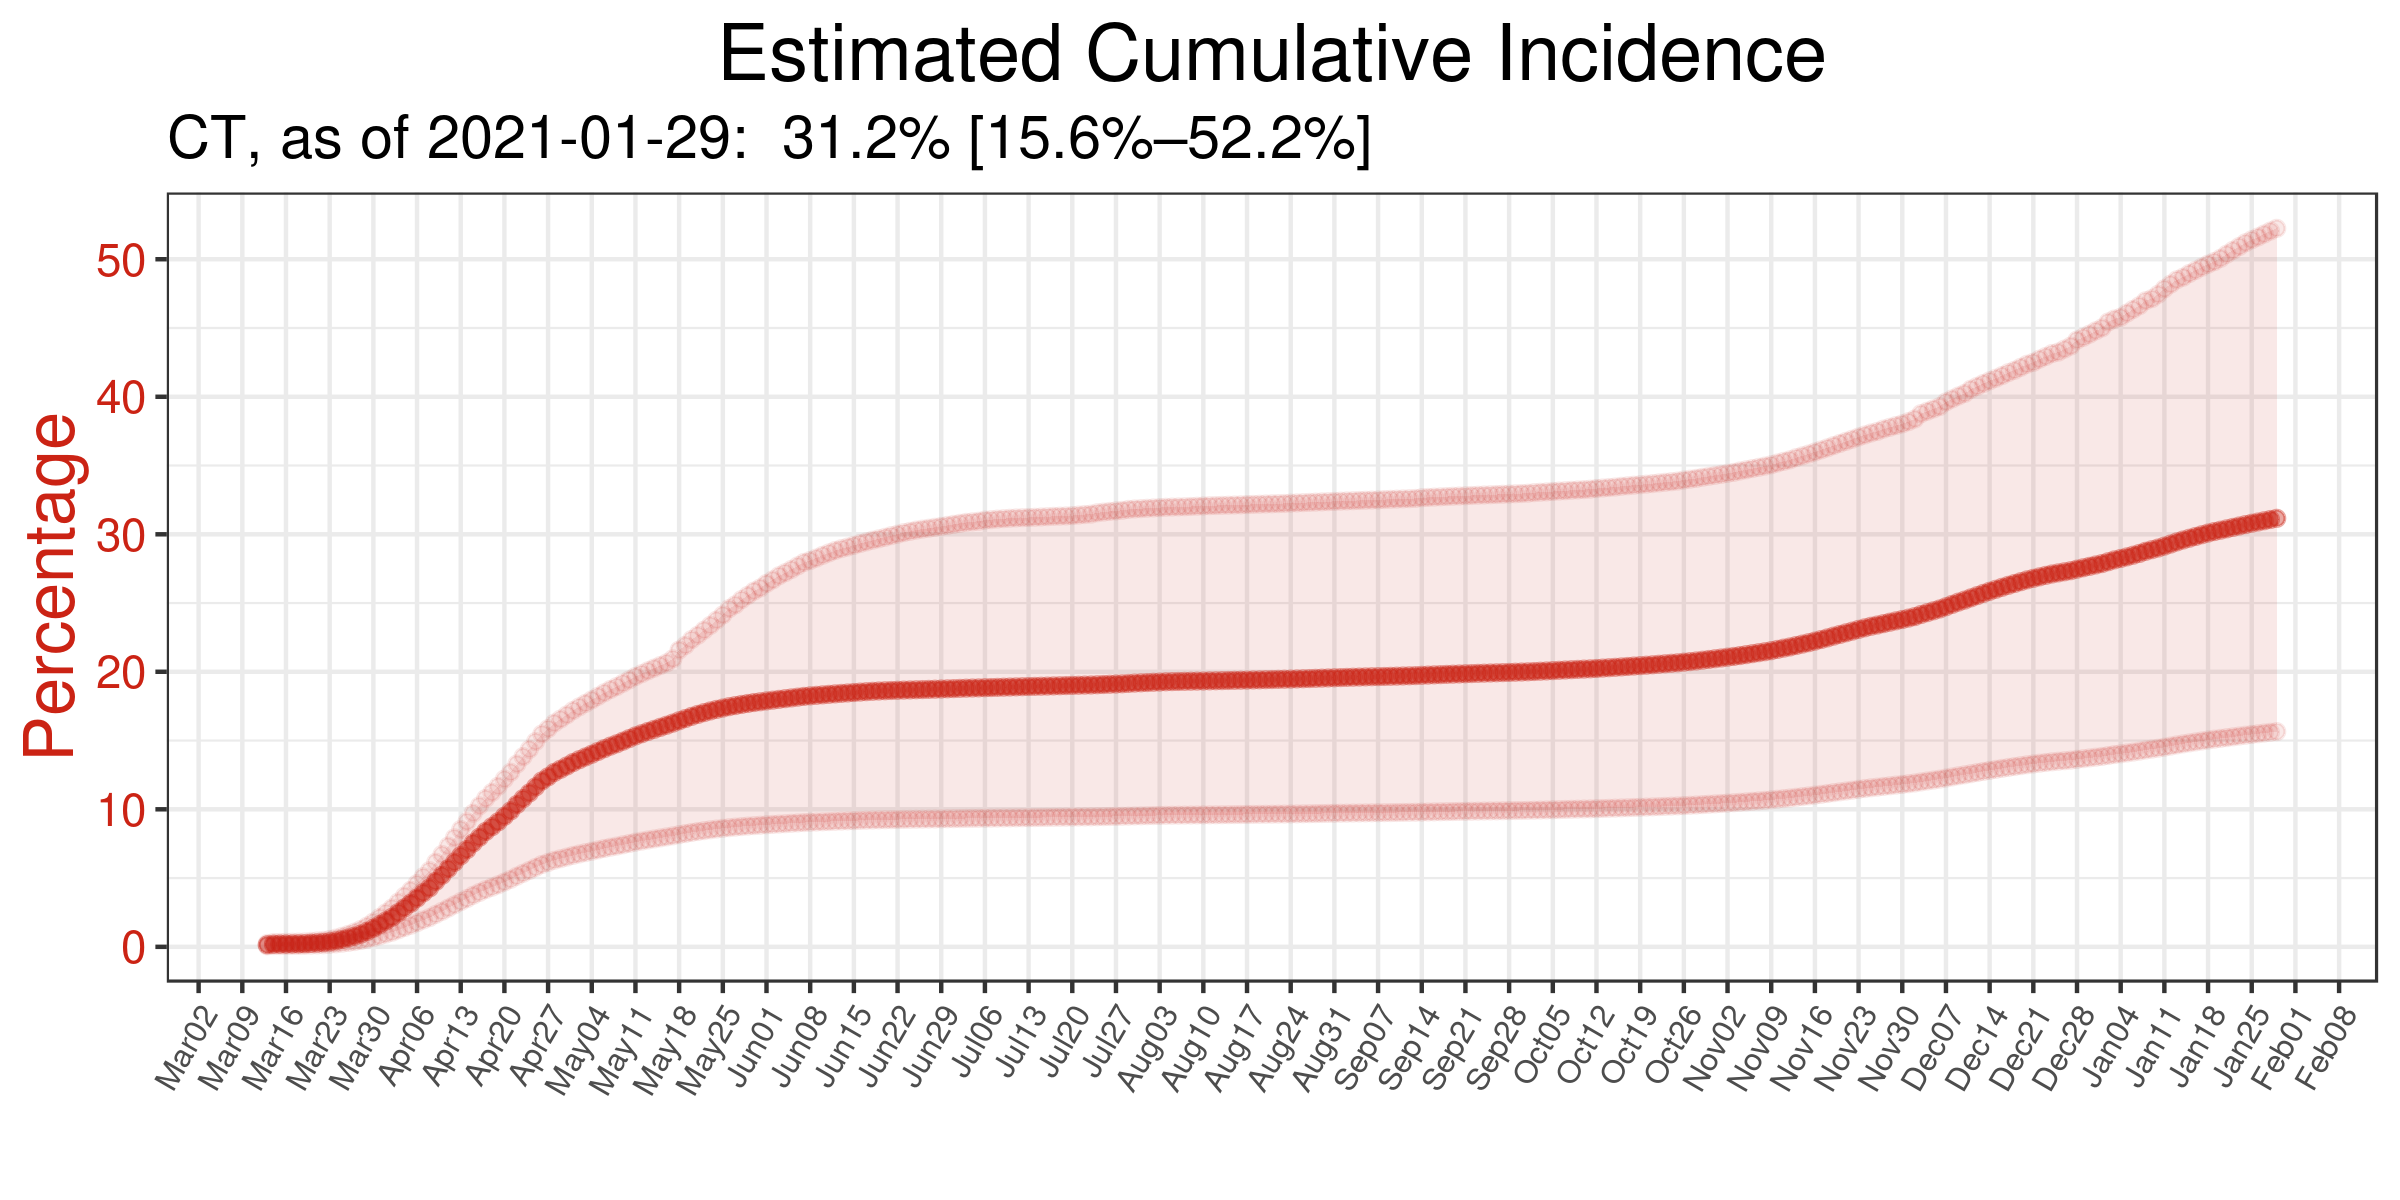 Estimated Cumulative Incidence
CT, as of 2021-01-29:  31.2% [15.6%–52.2%]
Percentage
50
40
30
20
10
0
Mar02
Mar09
Mar16
Mar23
Mar30
Apr06
Apr13
Apr20
Apr27
May04
May11
May18
May25
Jun01
Jun08
Jun15
Jun22
Jun29
Jul06
Jul13
Jul20
Jul27
Aug03
Aug10
Aug17
Aug24
Aug31
Sep07
Sep14
Sep21
Sep28
Oct05
Oct12
Oct19
Oct26
Nov02
Nov09
Nov16
Nov23
Nov30
Dec07
Dec14
Dec21
Dec28
Jan04
Jan11
Jan18
Jan25
Feb01
Feb08